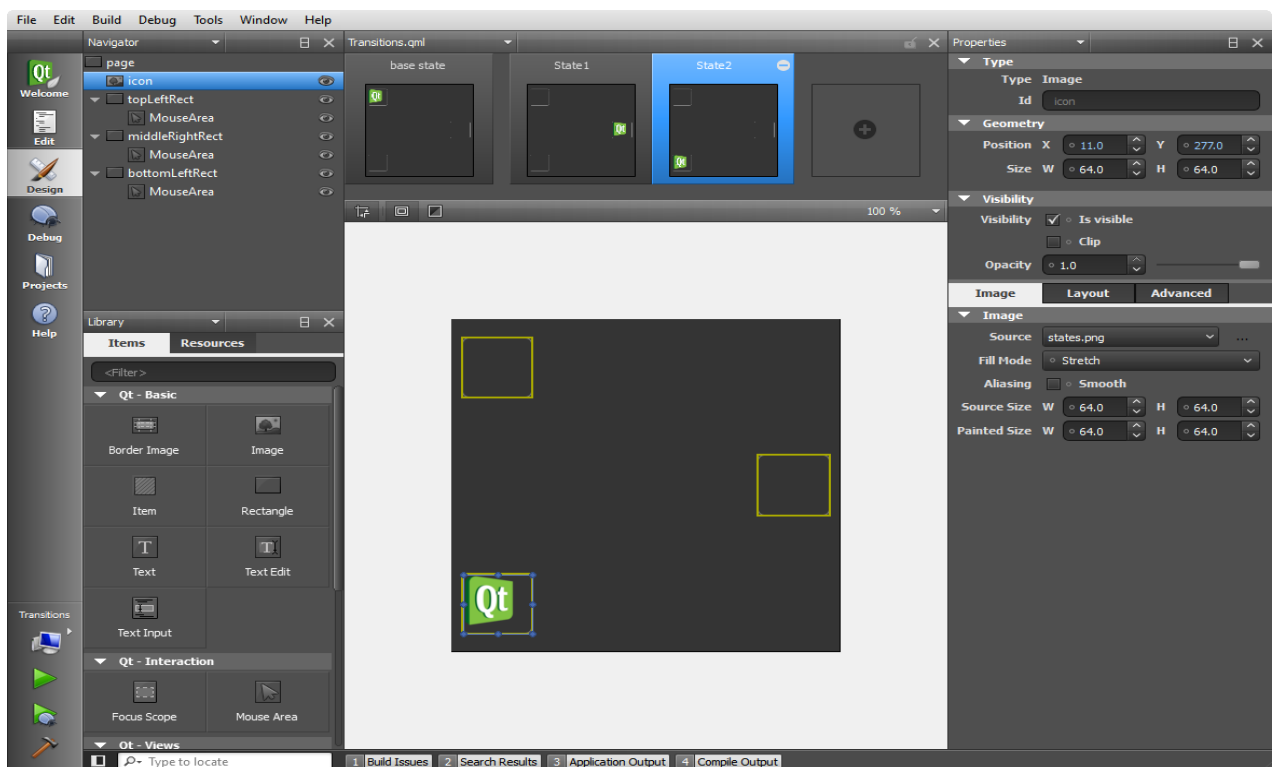 File Edit Build Debug Tools Window Help
Navigator
Transitions.qml
Properties
Qt
Welcome
Edit
Design
Debug
Projects
Help
page
icon
topLeftRect
MouseArea
middleRightRect
MouseArea
bottomLeftRect
MouseArea
base state
State1
State2
Qt
Qt
Qt
100 %
Qt
Type
Type Image
Id icon
Geometry
Position X 11.0 Y 277.0
Size W 64.0 H 64.0
Visibility
Visibility Is visible
Clip
Opacity 1.0
Image Layout Advanced
Image
Source states.png ...
Fill Mode Stretch
Aliasing Smooth
Source Size W 64.0 H 64.0
Painted Size W 64.0 H 64.0
Library
Items Resources
<Filter>
Qt - Basic
Border Image Image
Item Rectangle
T TI
Text Text Edit
Text Input
Qt - Interaction
Focus Scope Mouse Area
Qt - Views
Transitions
Type to locate
1 Build Issues 2 Search Results 3 Application Output 4 Compile Output